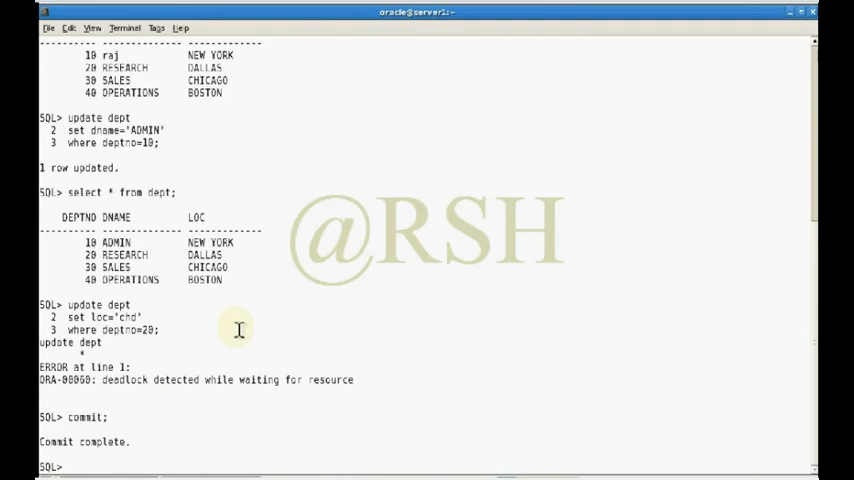 oracle@server1:~
File Edit View Terminal Tags Help
---------- -------------- -------------
10 raj NEW YORK
20 RESEARCH DALLAS
30 SALES CHICAGO
40 OPERATIONS BOSTON
SQL> update dept
2 set dname='ADMIN'
3 where deptno=10;
1 row updated.
SQL> select * from dept;
DEPTNO DNAME LOC
---------- -------------- -------------
10 ADMIN NEW YORK
20 RESEARCH DALLAS
30 SALES CHICAGO
40 OPERATIONS BOSTON
@RSH
SQL> update dept
2 set loc='chd'
3 where deptno=20;
update dept
*
ERROR at line 1:
ORA-00060: deadlock detected while waiting for resource
SQL> commit;
Commit complete.
SQL>